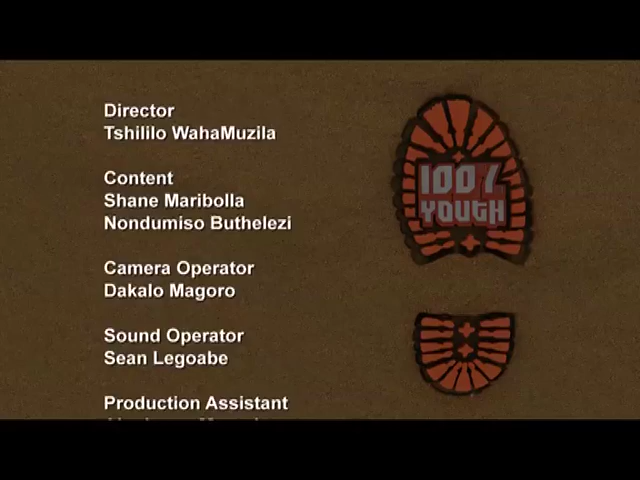 Director
Tshililo WahaMuzila
Content
Shane Maribolla
Nondumiso Buthelezi
Camera Operator
Dakalo Magoro
Sound Operator
Sean Legoabe
Production Assistant
100%
YOUTH